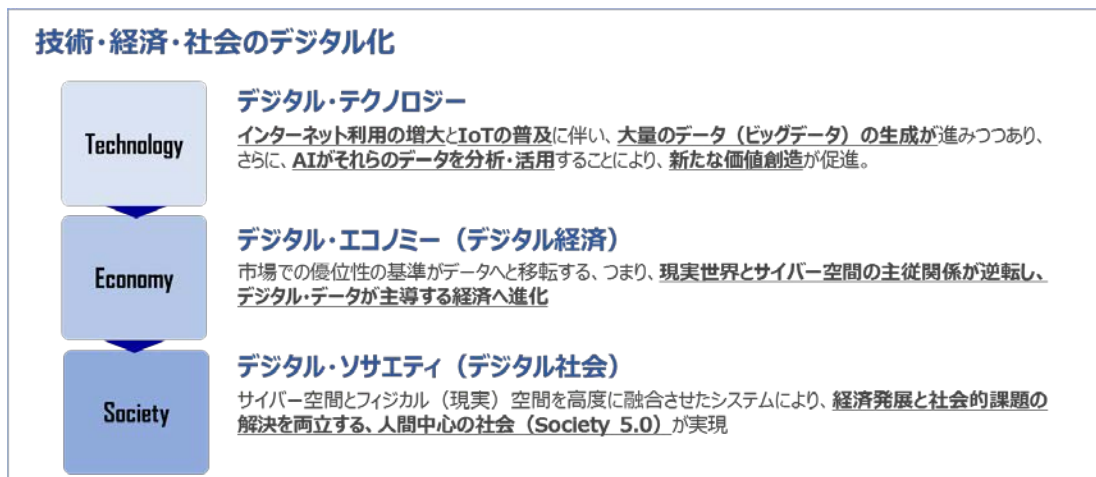 技術・経済・社会のデジタル化
Technology
デジタル・テクノロジー
インターネット利用の増大とIoTの普及に伴い、大量のデータ（ビッグデータ）の生成が進みつつあり、
さらに、AIがそれらのデータを分析・活用することにより、新たな価値創造が促進。
Economy
デジタル・エコノミー（デジタル経済）
市場での優位性の基準がデータへと移転する、つまり、現実世界とサイバー空間の主従関係が逆転し、
デジタル・データが主導する経済へ進化
Society
デジタル・ソサエティ（デジタル社会）
サイバー空間とフィジカル（現実）空間を高度に融合させたシステムにより、経済発展と社会的課題の
解決を両立する、人間中心の社会（Society 5.0）が実現